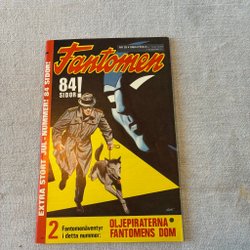 EXTRA STORT JUL-NUMMER! 84 SIDOR!
Fantomen
84
SIDOR!
2 Fantomenäventyr
i detta nummer:
OLJEPIRATERNA
FANTOMENS DOM